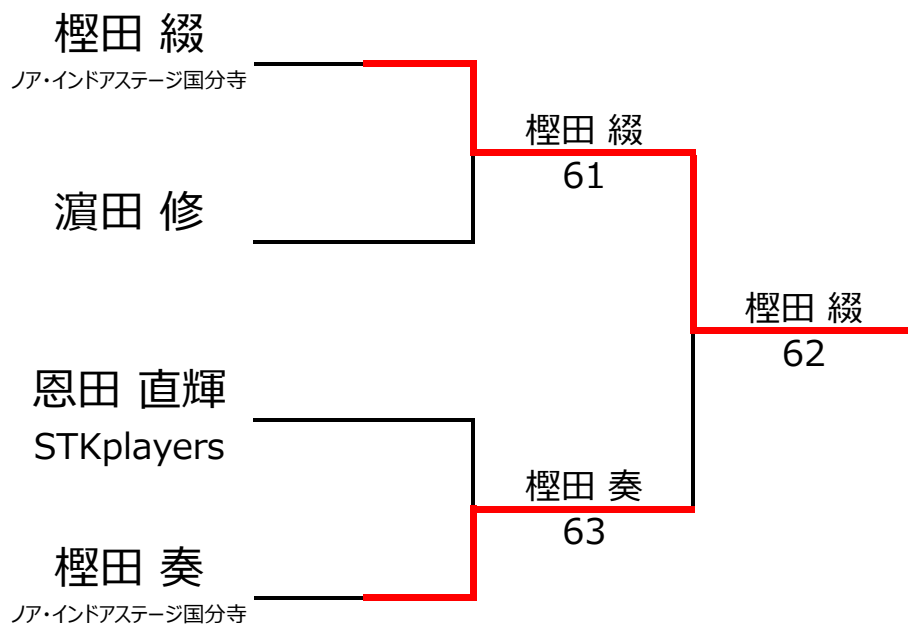 樫田 綴
ノア・インドアステージ国分寺
樫田 綴
61
濵田 修
樫田 綴
62
恩田 直輝
STKplayers
樫田 奏
63
樫田 奏
ノア・インドアステージ国分寺